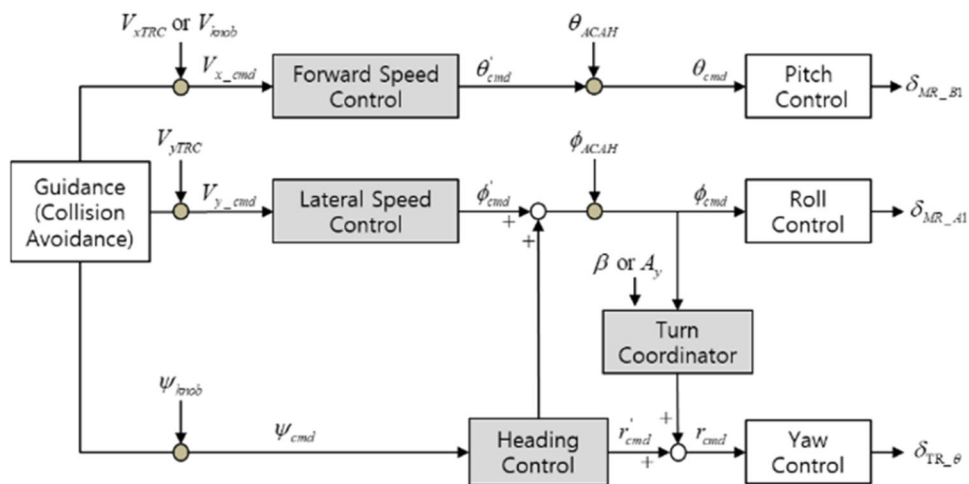 V_xTRC or V_knob
θ_ACAH
V_x_cmd
Forward Speed
Control
θ'_cmd
θ_cmd
Pitch
Control
δ_MR_B1
V_yTRC
ϕ_ACAH
Guidance
(Collision
Avoidance)
V_y_cmd
Lateral Speed
Control
ϕ'_cmd
+
+
ϕ_cmd
Roll
Control
δ_MR_A1
β or A_y
Turn
Coordinator
ψ_knob
ψ_cmd
Heading
Control
r'_cmd
+
+
r_cmd
Yaw
Control
δ_TR_θ